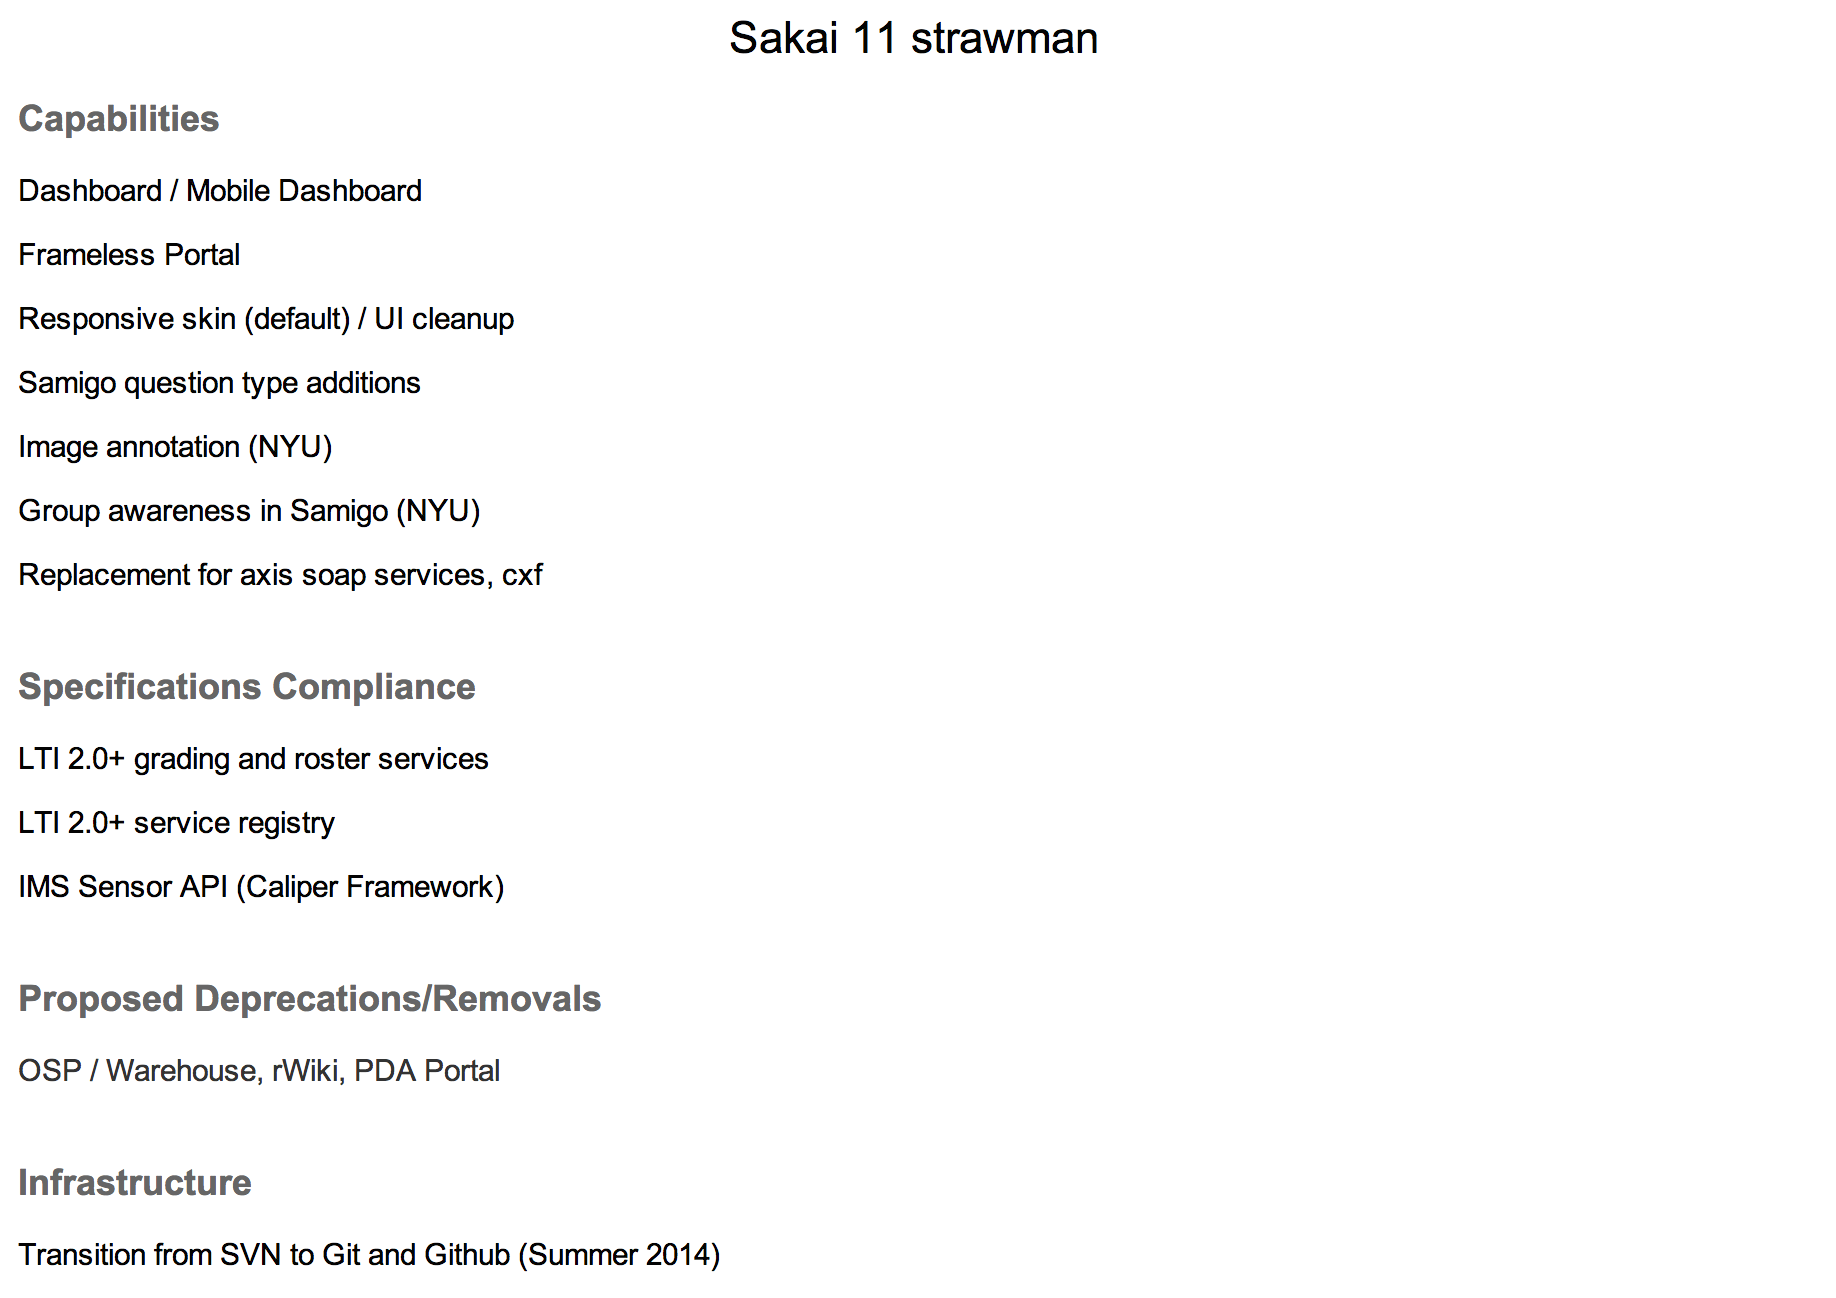 Sakai 11 strawman
Capabilities
Dashboard / Mobile Dashboard
Frameless Portal
Responsive skin (default) / UI cleanup
Samigo question type additions
Image annotation (NYU)
Group awareness in Samigo (NYU)
Replacement for axis soap services, cxf
Specifications Compliance
LTI 2.0+ grading and roster services
LTI 2.0+ service registry
IMS Sensor API (Caliper Framework)
Proposed Deprecations/Removals
OSP / Warehouse, rWiki, PDA Portal
Infrastructure
Transition from SVN to Git and Github (Summer 2014)